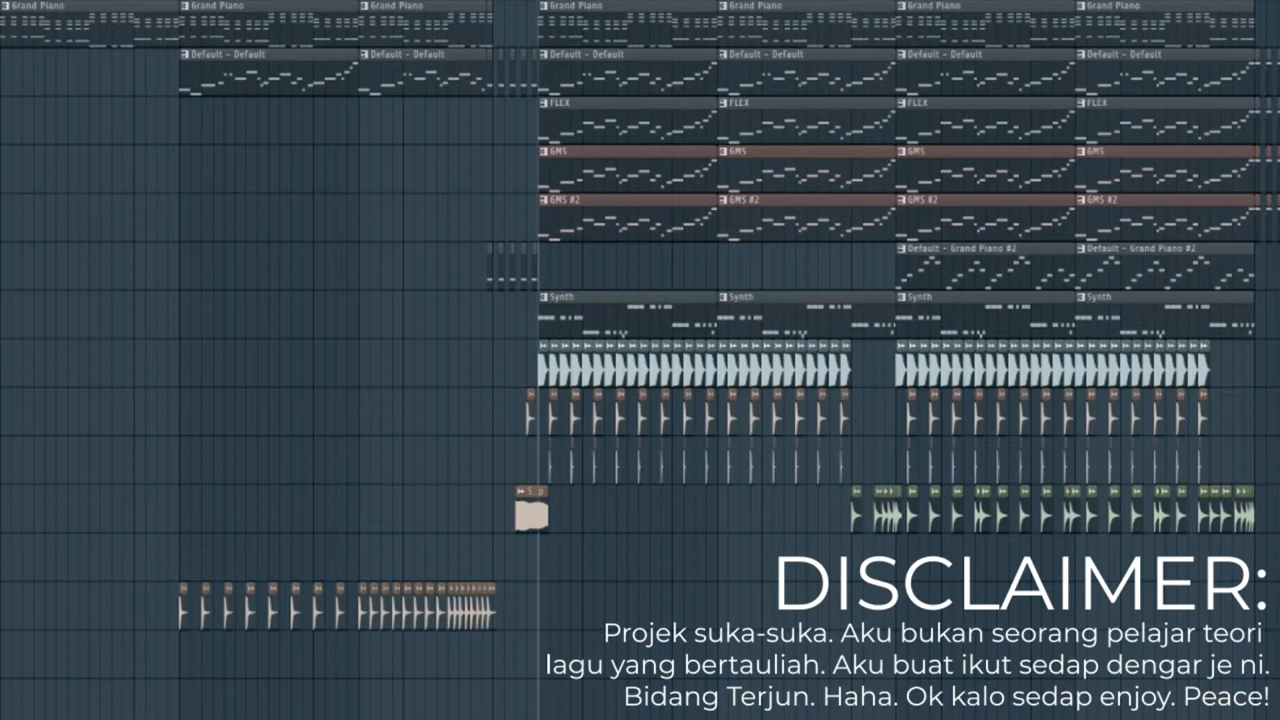 Grand Piano Grand Piano Grand Piano Grand Piano Grand Piano Grand Piano Grand Piano
Default - Default Default - Default Default - Default Default - Default Default - Default Default - Default
FLEX FLEX FLEX FLEX
GMS GMS GMS GMS
GMS #2 GMS #2 GMS #2 GMS #2
Default - Grand Piano #2 Default - Grand Piano #2
Synth Synth Synth Synth
DISCLAIMER:
Projek suka-suka. Aku bukan seorang pelajar teori
lagu yang bertauliah. Aku buat ikut sedap dengar je ni.
Bidang Terjun. Haha. Ok kalo sedap enjoy. Peace!